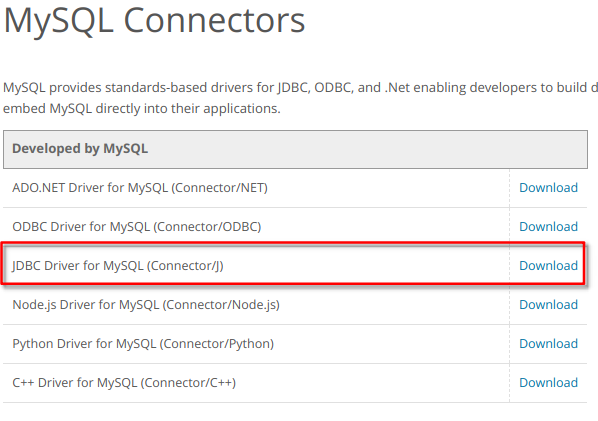 MySQL Connectors
MySQL provides standards-based drivers for JDBC, ODBC, and .Net enabling developers to build d
embed MySQL directly into their applications.
Developed by MySQL
ADO.NET Driver for MySQL (Connector/NET) Download
ODBC Driver for MySQL (Connector/ODBC) Download
JDBC Driver for MySQL (Connector/J) Download
Node.js Driver for MySQL (Connector/Node.js) Download
Python Driver for MySQL (Connector/Python) Download
C++ Driver for MySQL (Connector/C++) Download